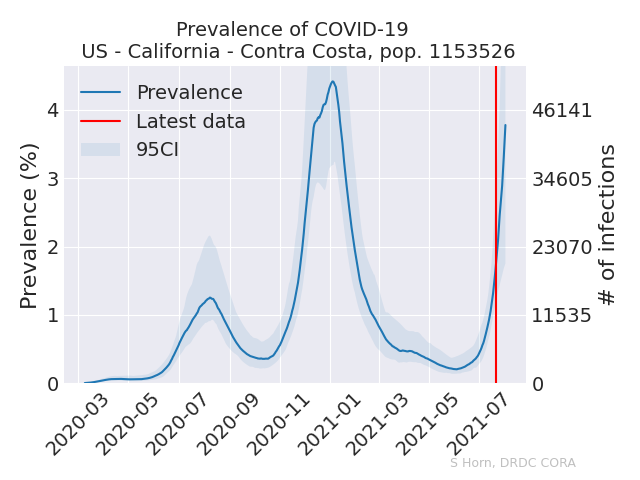 Prevalence of COVID-19
US - California - Contra Costa, pop. 1153526
Prevalence
Latest data
95CI
Prevalence (%)
4
3
2
1
0
46141
34605
23070
11535
0
# of infections
2020-03
2020-05
2020-07
2020-09
2020-11
2021-01
2021-03
2021-05
2021-07
S Horn, DRDC CORA